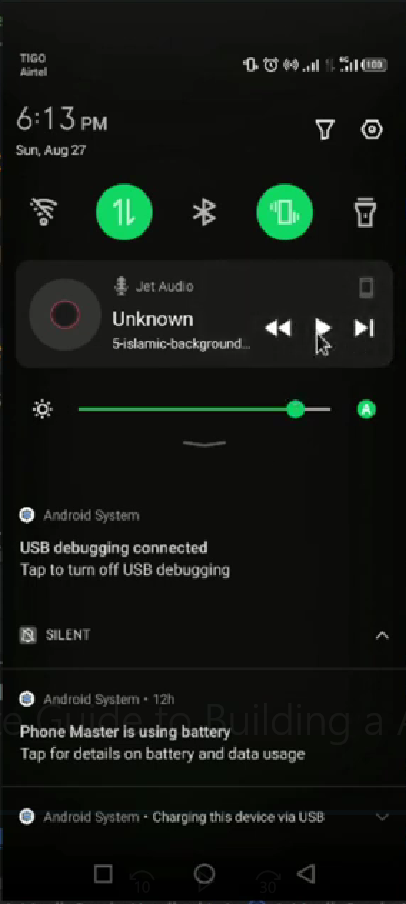 TIGO
Airtel
6:13 PM
Sun, Aug 27
Jet Audio
Unknown
5-islamic-background...
A
Android System
USB debugging connected
Tap to turn off USB debugging
SILENT
Android System • 12h
e Guide to Building a A
Phone Master is using battery
Tap for details on battery and data usage
Android System • Charging this device via USB
10
30